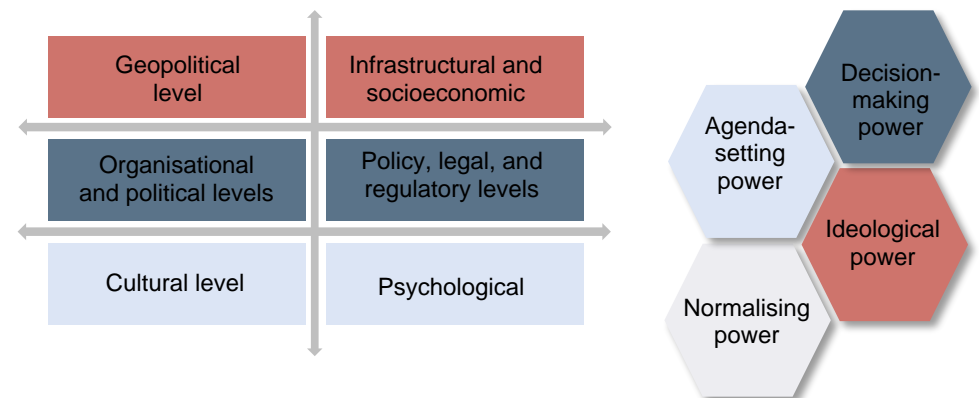 Geopolitical
level
Infrastructural and
socioeconomic
Organisational
and political levels
Policy, legal, and
regulatory levels
Cultural level
Psychological
Decision-
making
power
Agenda-
setting
power
Ideological
power
Normalising
power